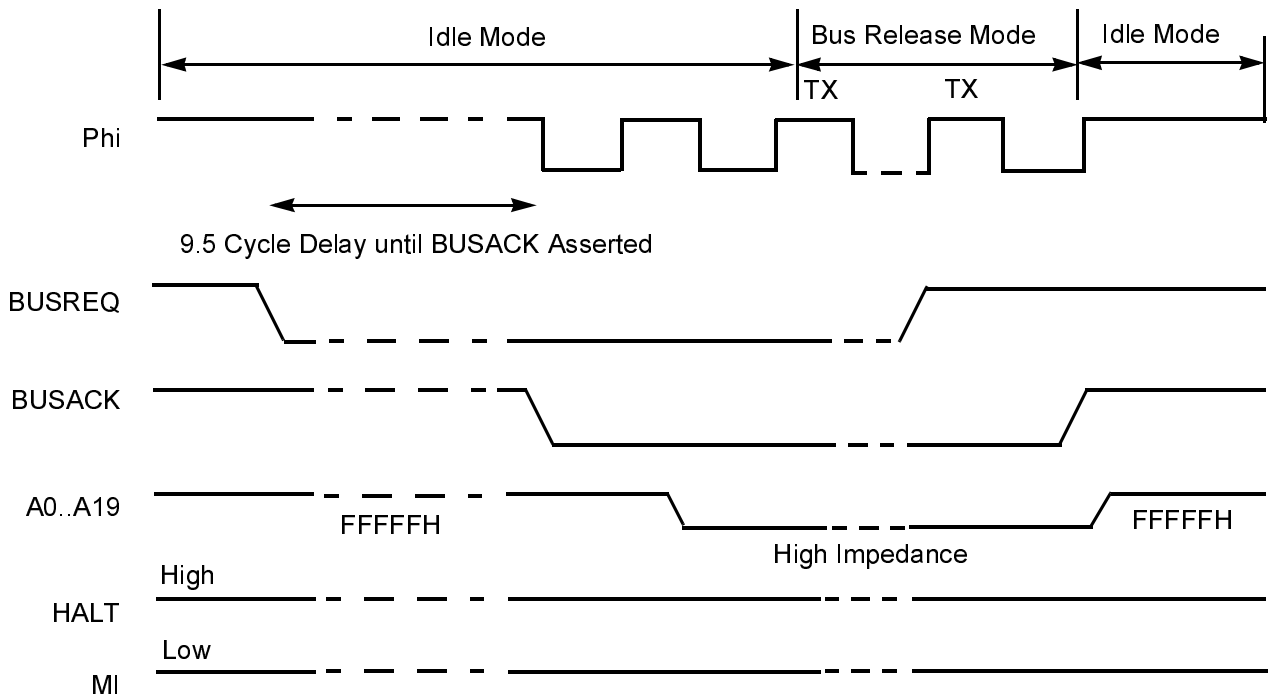 Idle Mode
Bus Release Mode
Idle Mode
TX
TX
Phi
9.5 Cycle Delay until BUSACK Asserted
BUSREQ
BUSACK
A0..A19
FFFFFH
FFFFFH
High Impedance
High
HALT
Low
MI